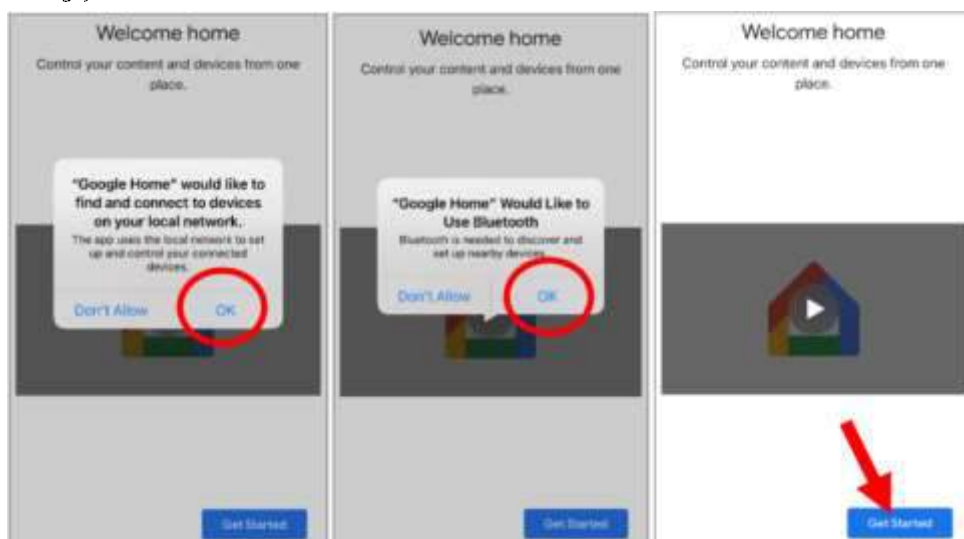 Welcome home
Control your content and devices from one
place.
"Google Home" would like to
find and connect to devices
on your local network.
The app uses the local network to set
up and control your connected
devices.
Don't Allow
OK
Get Started
Welcome home
Control your content and devices from one
place.
"Google Home" Would Like to
Use Bluetooth
Bluetooth is needed to discover and
set up nearby devices.
Don't Allow
OK
Get Started
Welcome home
Control your content and devices from one
place.
Get Started